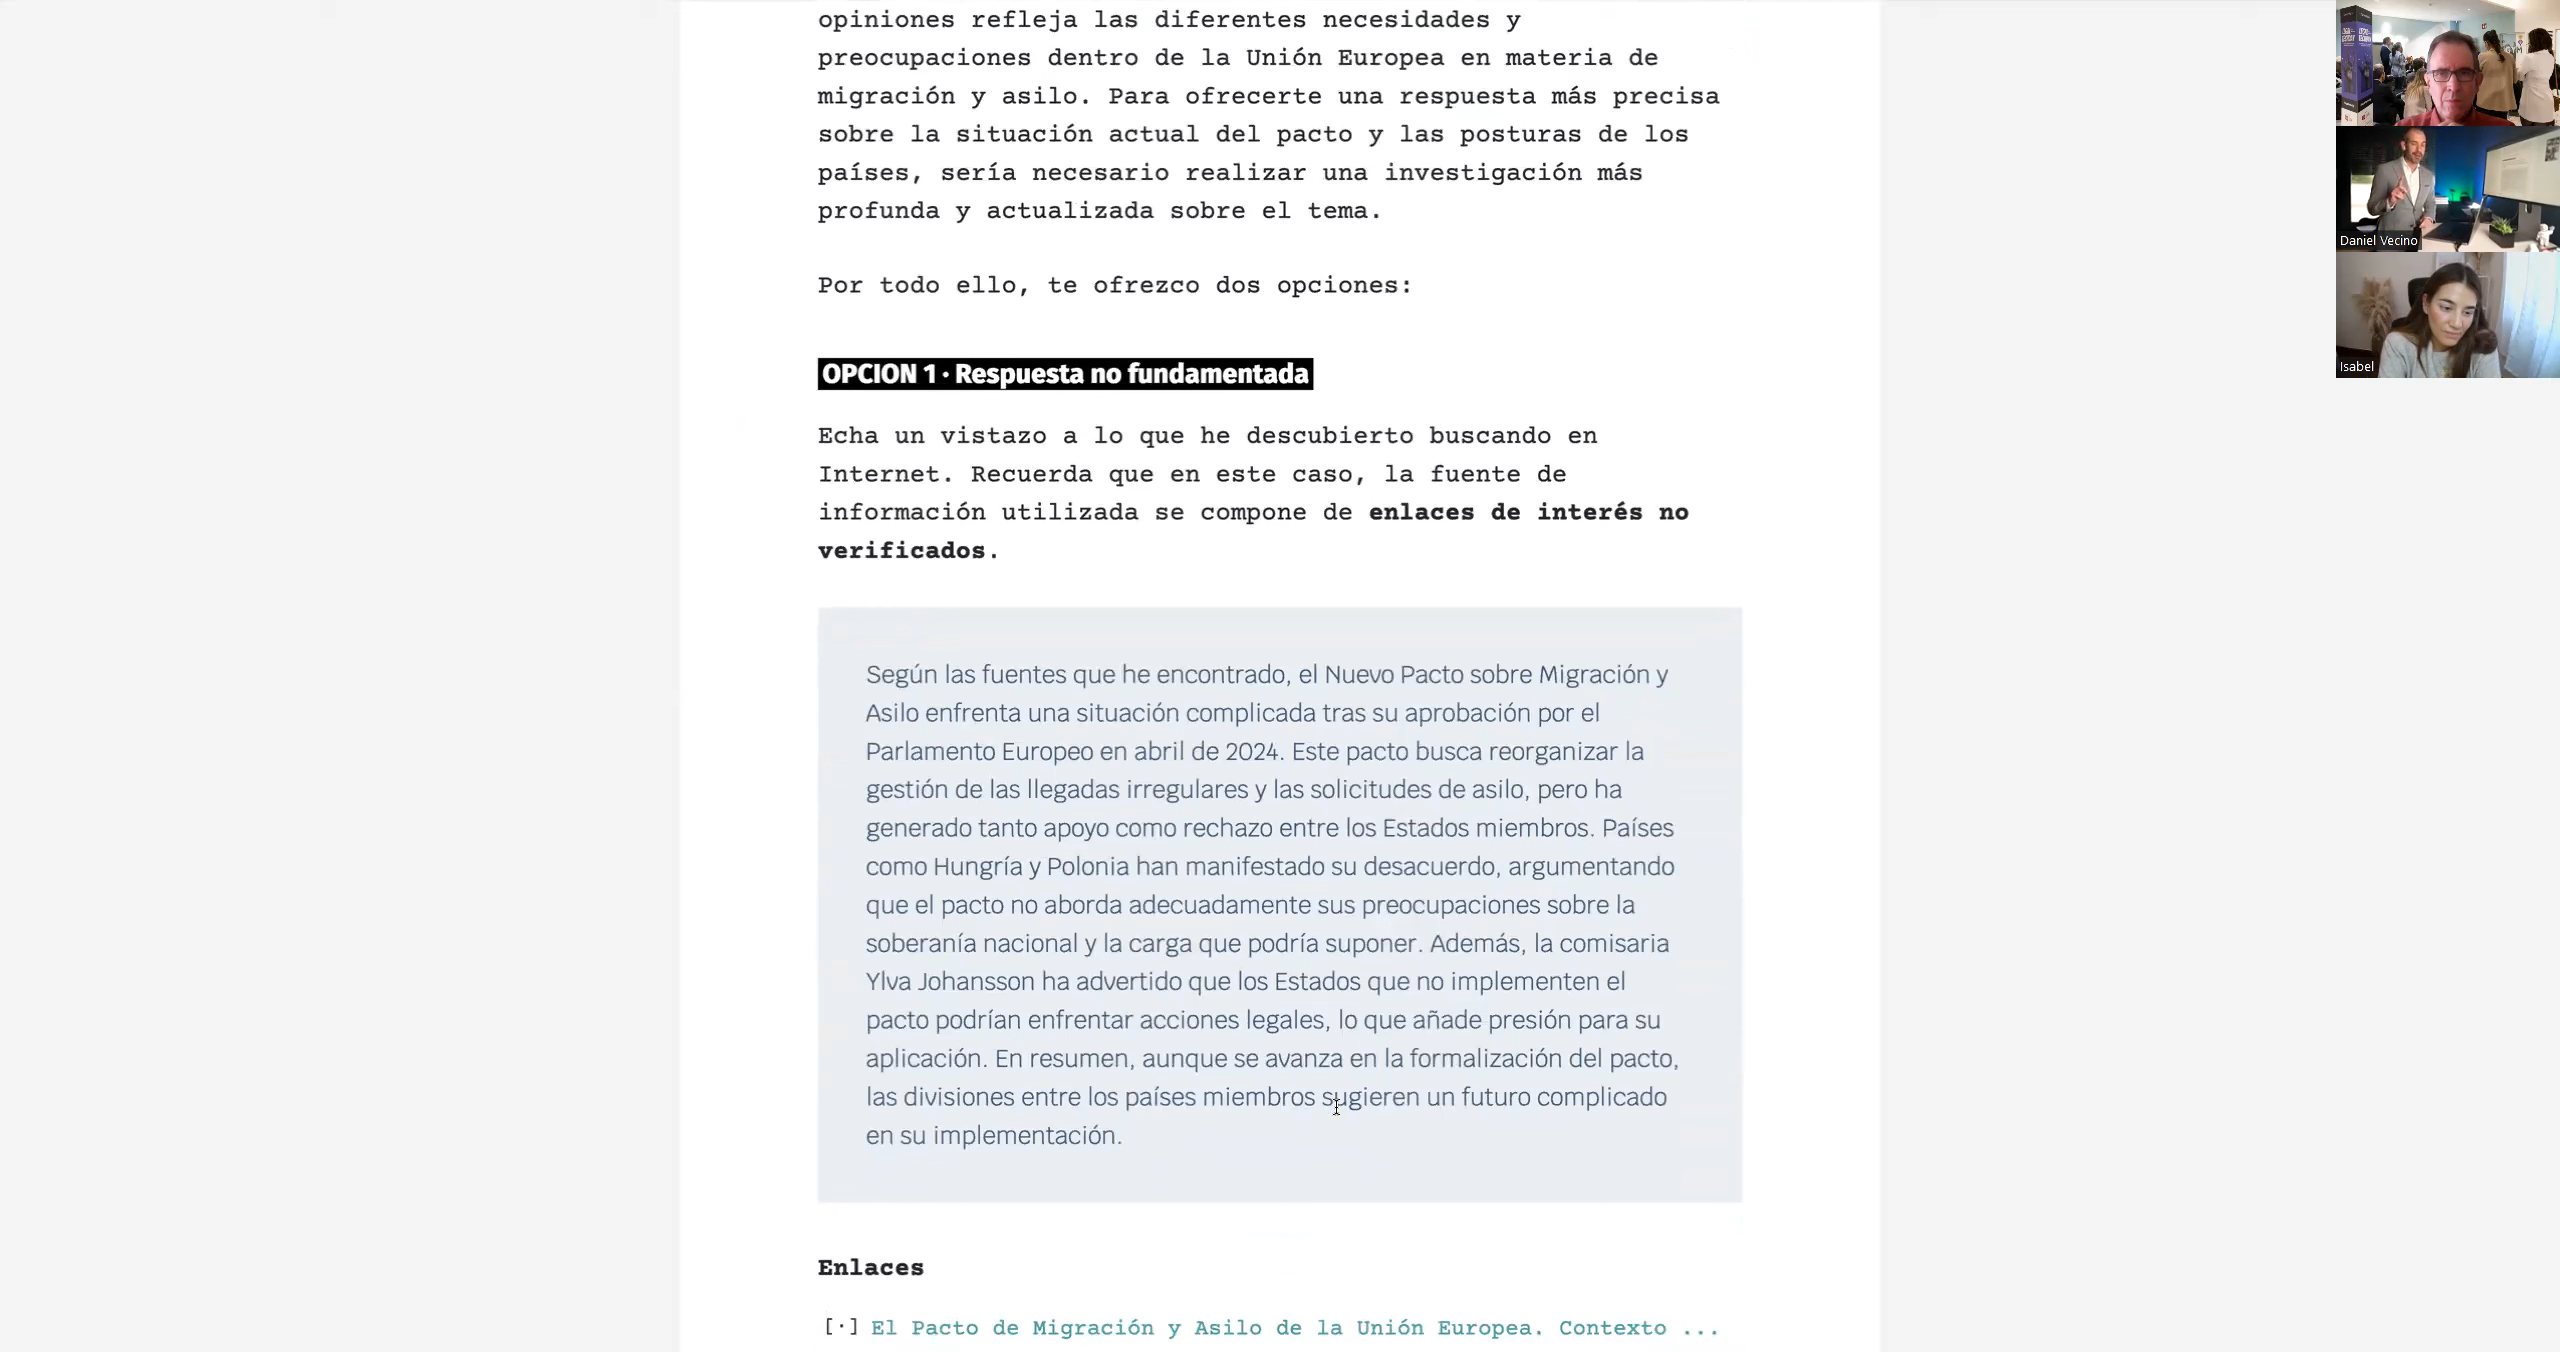 opiniones refleja las diferentes necesidades y
preocupaciones dentro de la Unión Europea en materia de
migración y asilo. Para ofrecerte una respuesta más precisa
sobre la situación actual del pacto y las posturas de los
países, sería necesario realizar una investigación más
profunda y actualizada sobre el tema.
Por todo ello, te ofrezco dos opciones:
OPCION 1 · Respuesta no fundamentada
Echa un vistazo a lo que he descubierto buscando en
Internet. Recuerda que en este caso, la fuente de
información utilizada se compone de enlaces de interés no
verificados.
Según las fuentes que he encontrado, el Nuevo Pacto sobre Migración y
Asilo enfrenta una situación complicada tras su aprobación por el
Parlamento Europeo en abril de 2024. Este pacto busca reorganizar la
gestión de las llegadas irregulares y las solicitudes de asilo, pero ha
generado tanto apoyo como rechazo entre los Estados miembros. Países
como Hungría y Polonia han manifestado su desacuerdo, argumentando
que el pacto no aborda adecuadamente sus preocupaciones sobre la
soberanía nacional y la carga que podría suponer. Además, la comisaria
Ylva Johansson ha advertido que los Estados que no implementen el
pacto podrían enfrentar acciones legales, lo que añade presión para su
aplicación. En resumen, aunque se avanza en la formalización del pacto,
las divisiones entre los países miembros sugieren un futuro complicado
en su implementación.
Enlaces
[·] El Pacto de Migración y Asilo de la Unión Europea. Contexto ...
Daniel Vecino
Isabel